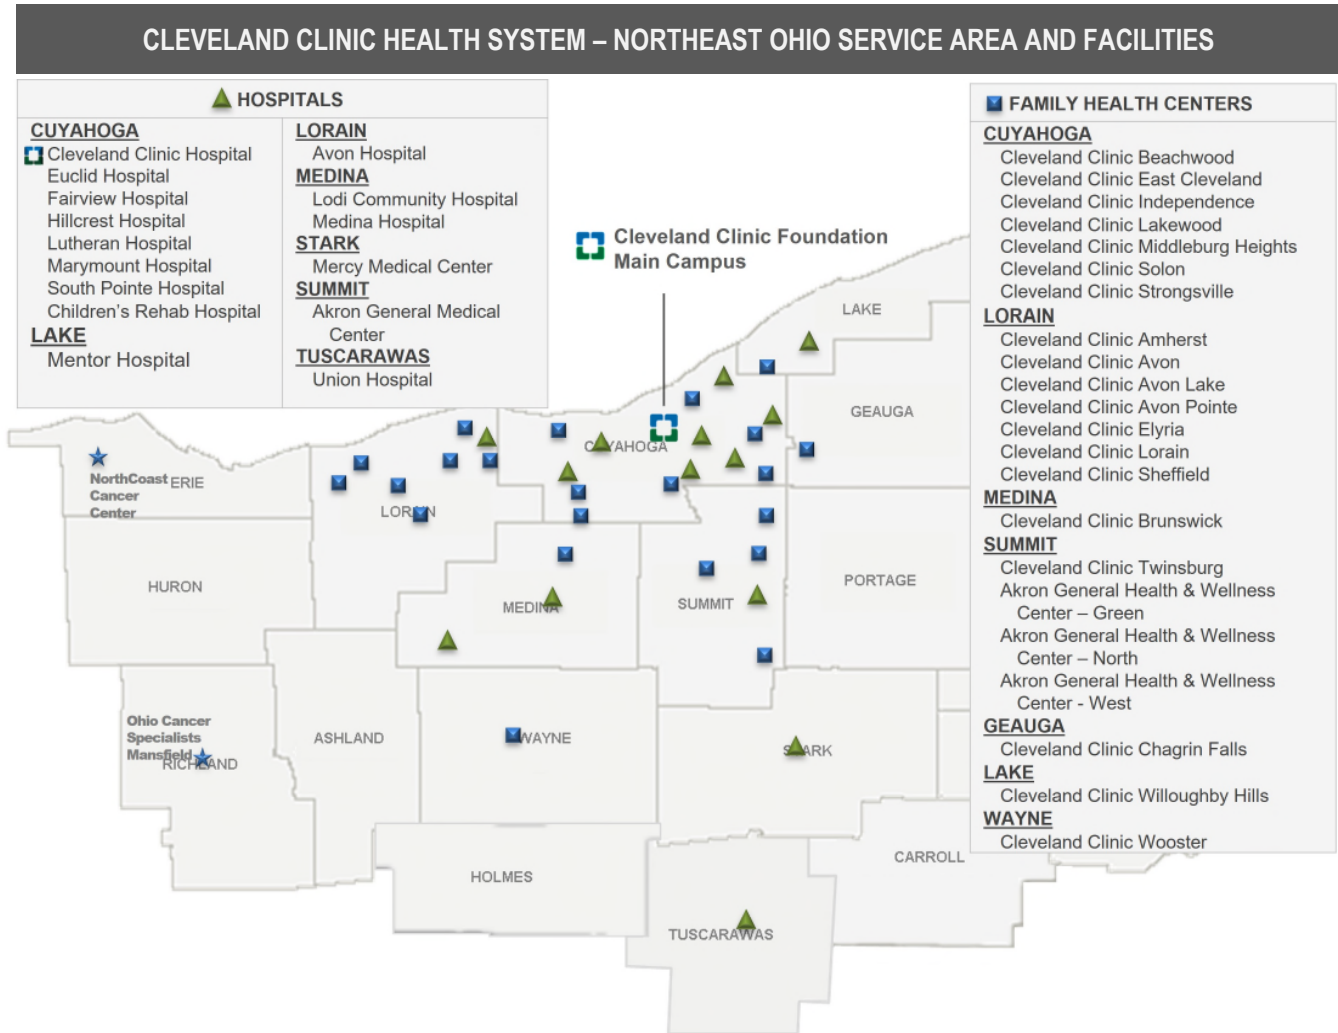 CLEVELAND CLINIC HEALTH SYSTEM – NORTHEAST OHIO SERVICE AREA AND FACILITIES
HOSPITALS
CUYAHOGA
Cleveland Clinic Hospital
Euclid Hospital
Fairview Hospital
Hillcrest Hospital
Lutheran Hospital
Marymount Hospital
South Pointe Hospital
Children's Rehab Hospital
LAKE
Mentor Hospital
LORAIN
Avon Hospital
MEDINA
Lodi Community Hospital
Medina Hospital
STARK
Mercy Medical Center
SUMMIT
Akron General Medical
Center
TUSCARAWAS
Union Hospital
Cleveland Clinic Foundation
Main Campus
FAMILY HEALTH CENTERS
CUYAHOGA
Cleveland Clinic Beachwood
Cleveland Clinic East Cleveland
Cleveland Clinic Independence
Cleveland Clinic Lakewood
Cleveland Clinic Middleburg Heights
Cleveland Clinic Solon
Cleveland Clinic Strongsville
LORAIN
Cleveland Clinic Amherst
Cleveland Clinic Avon
Cleveland Clinic Avon Lake
Cleveland Clinic Avon Pointe
Cleveland Clinic Elyria
Cleveland Clinic Lorain
Cleveland Clinic Sheffield
MEDINA
Cleveland Clinic Brunswick
SUMMIT
Cleveland Clinic Twinsburg
Akron General Health & Wellness
Center – Green
Akron General Health & Wellness
Center – North
Akron General Health & Wellness
Center - West
GEAUGA
Cleveland Clinic Chagrin Falls
LAKE
Cleveland Clinic Willoughby Hills
WAYNE
Cleveland Clinic Wooster
LAKE
GEAUGA
CUYAHOGA
NorthCoast
Cancer
Center
ERIE
LORAIN
HURON
MEDINA
SUMMIT
PORTAGE
Ohio Cancer
Specialists
Mansfield
RICHLAND
ASHLAND
WAYNE
STARK
HOLMES
CARROLL
TUSCARAWAS